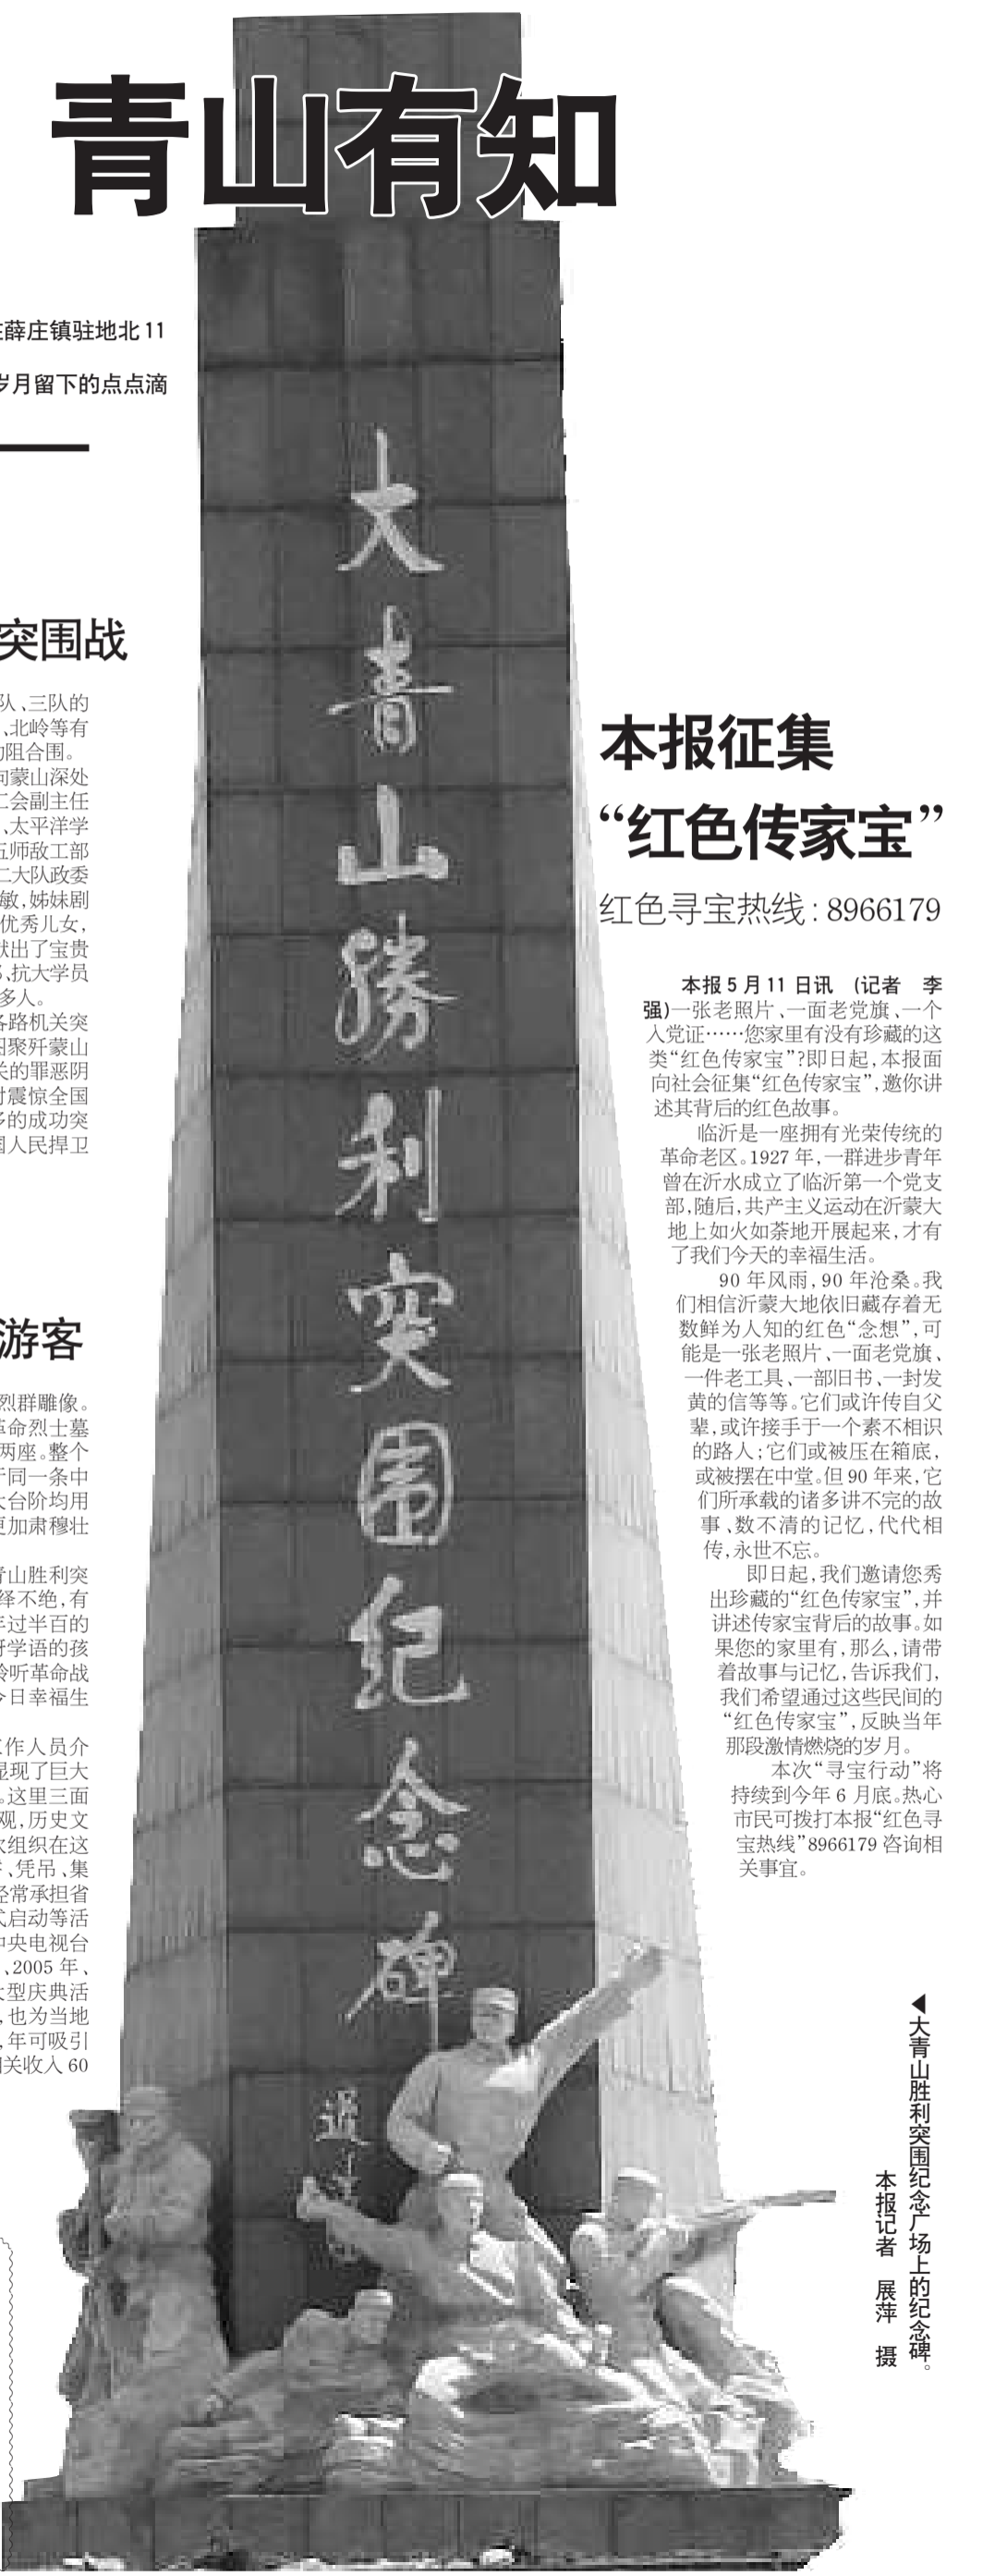 青山有知
薛庄镇驻地北11
岁月留下的点点滴
突围战
队、三队的
、北岭等有
阻合围。
向蒙山深处
工会副主任
、太平洋学
五师敌工部
二大队政委
敏,姊妹剧
优秀儿女,
献出了宝贵
、抗大学员
多人。
各路机关突
聚歼蒙山
关的罪恶阴
时震惊全国
多的成功突
国人民捍卫
游客
烈群雕像。
革命烈士墓
两座。整个
于同一条中
大台阶均用
更加肃穆壮
青山胜利突
绎不绝,有
年过半百的
牙学语的孩
聆听革命战
今日幸福生
工作人员介
显现了巨大
。这里三面
观,历史文
次组织在这
、凭吊、集
经常承担省
式启动等活
中央电视台
、2005年、
大型庆典活
,也为当地
,年可吸引
相关收入60
大青山勝利突围纪念碑
本报征集
“红色传家宝”
红色寻宝热线:8966179
本报5月11日讯 (记者 李
强)一张老照片、一面老党旗、一个
入党证……您家里有没有珍藏的这
类“红色传家宝”?即日起,本报面
向社会征集“红色传家宝”,邀你讲
述其背后的红色故事。
临沂是一座拥有光荣传统的
革命老区。1927年,一群进步青年
曾在沂水成立了临沂第一个党支
部,随后,共产主义运动在沂蒙大
地上如火如荼地开展起来,才有
了我们今天的幸福生活。
90年风雨,90年沧桑。我
们相信沂蒙大地依旧藏存着无
数鲜为人知的红色“念想”,可
能是一张老照片、一面老党旗、
一件老工具、一部旧书、一封发
黄的信等等。它们或许传自父
辈,或许接手于一个素不相识
的路人;它们或被压在箱底,
或被摆在中堂。但90年来,它
们所承载的诸多讲不完的故
事、数不清的记忆,代代相
传,永世不忘。
即日起,我们邀请您秀
出珍藏的“红色传家宝”,并
讲述传家宝背后的故事。如
果您的家里有,那么,请带
着故事与记忆,告诉我们,
我们希望通过这些民间的
“红色传家宝”,反映当年
那段激情燃烧的岁月。
本次“寻宝行动”将
持续到今年6月底。热心
市民可拨打本报“红色寻
宝热线”8966179咨询相
关事宜。
◀大青山胜利突围纪念广场上的纪念碑。
本报记者 展萍 摄